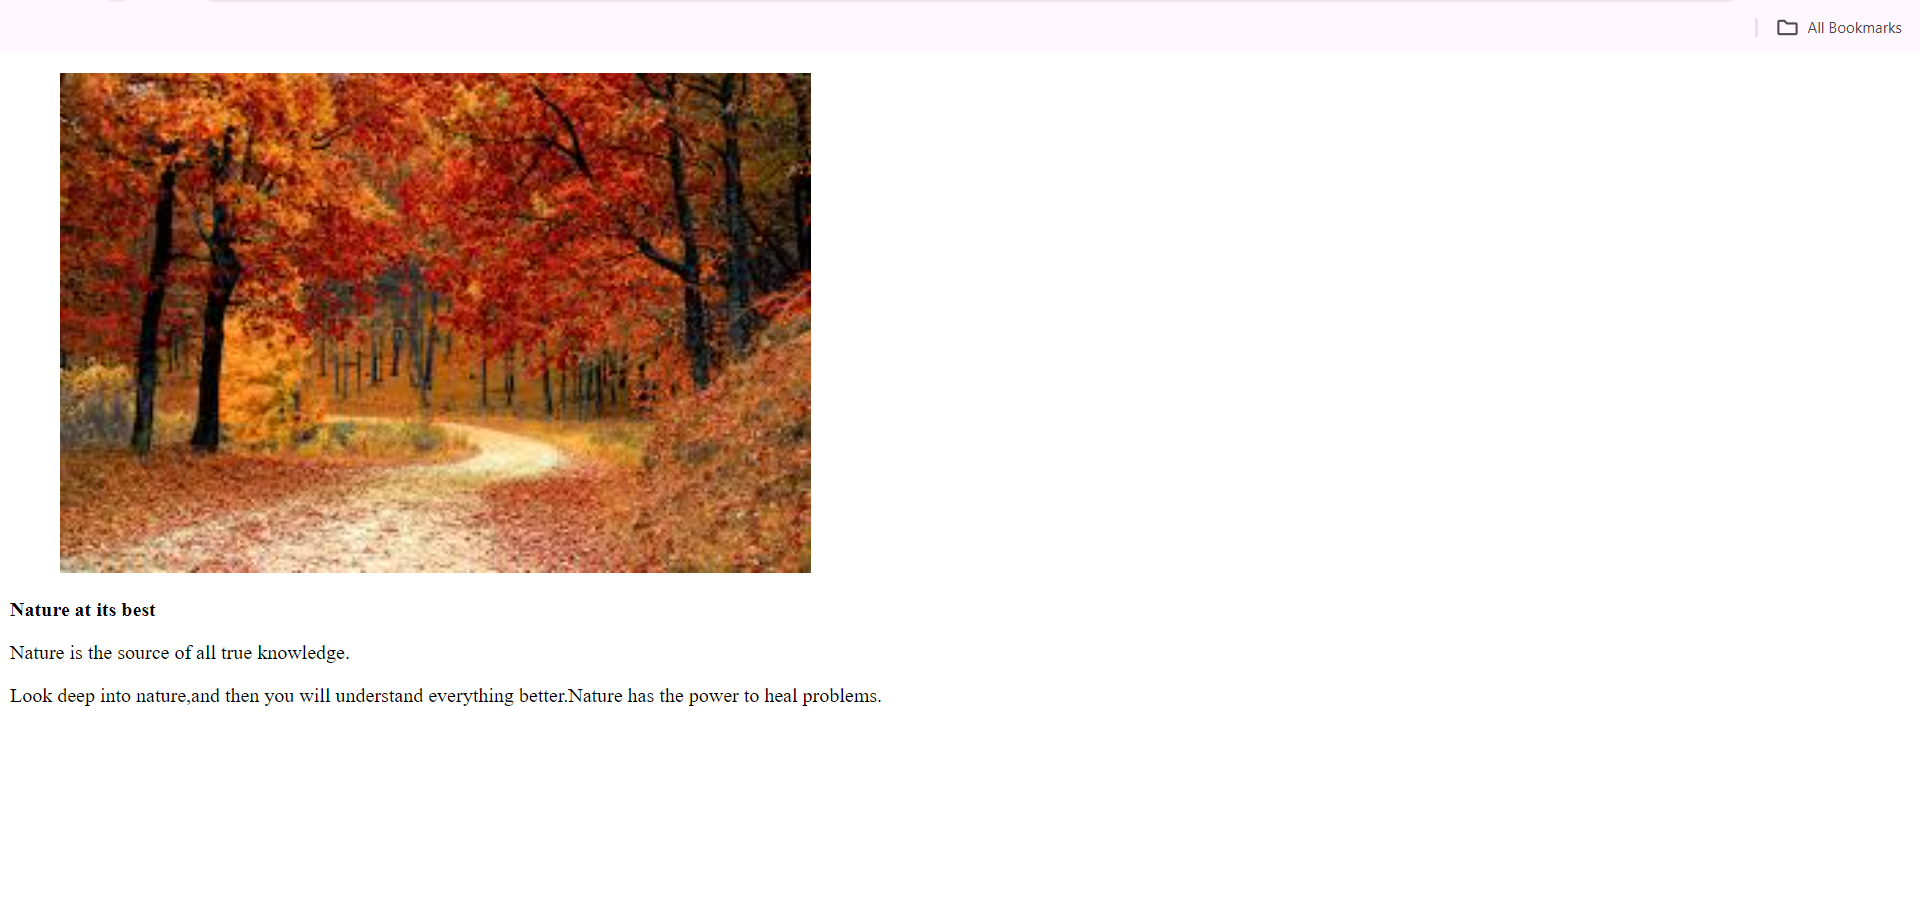 All Bookmarks
Nature at its best
Nature is the source of all true knowledge.
Look deep into nature,and then you will understand everything better.Nature has the power to heal problems.